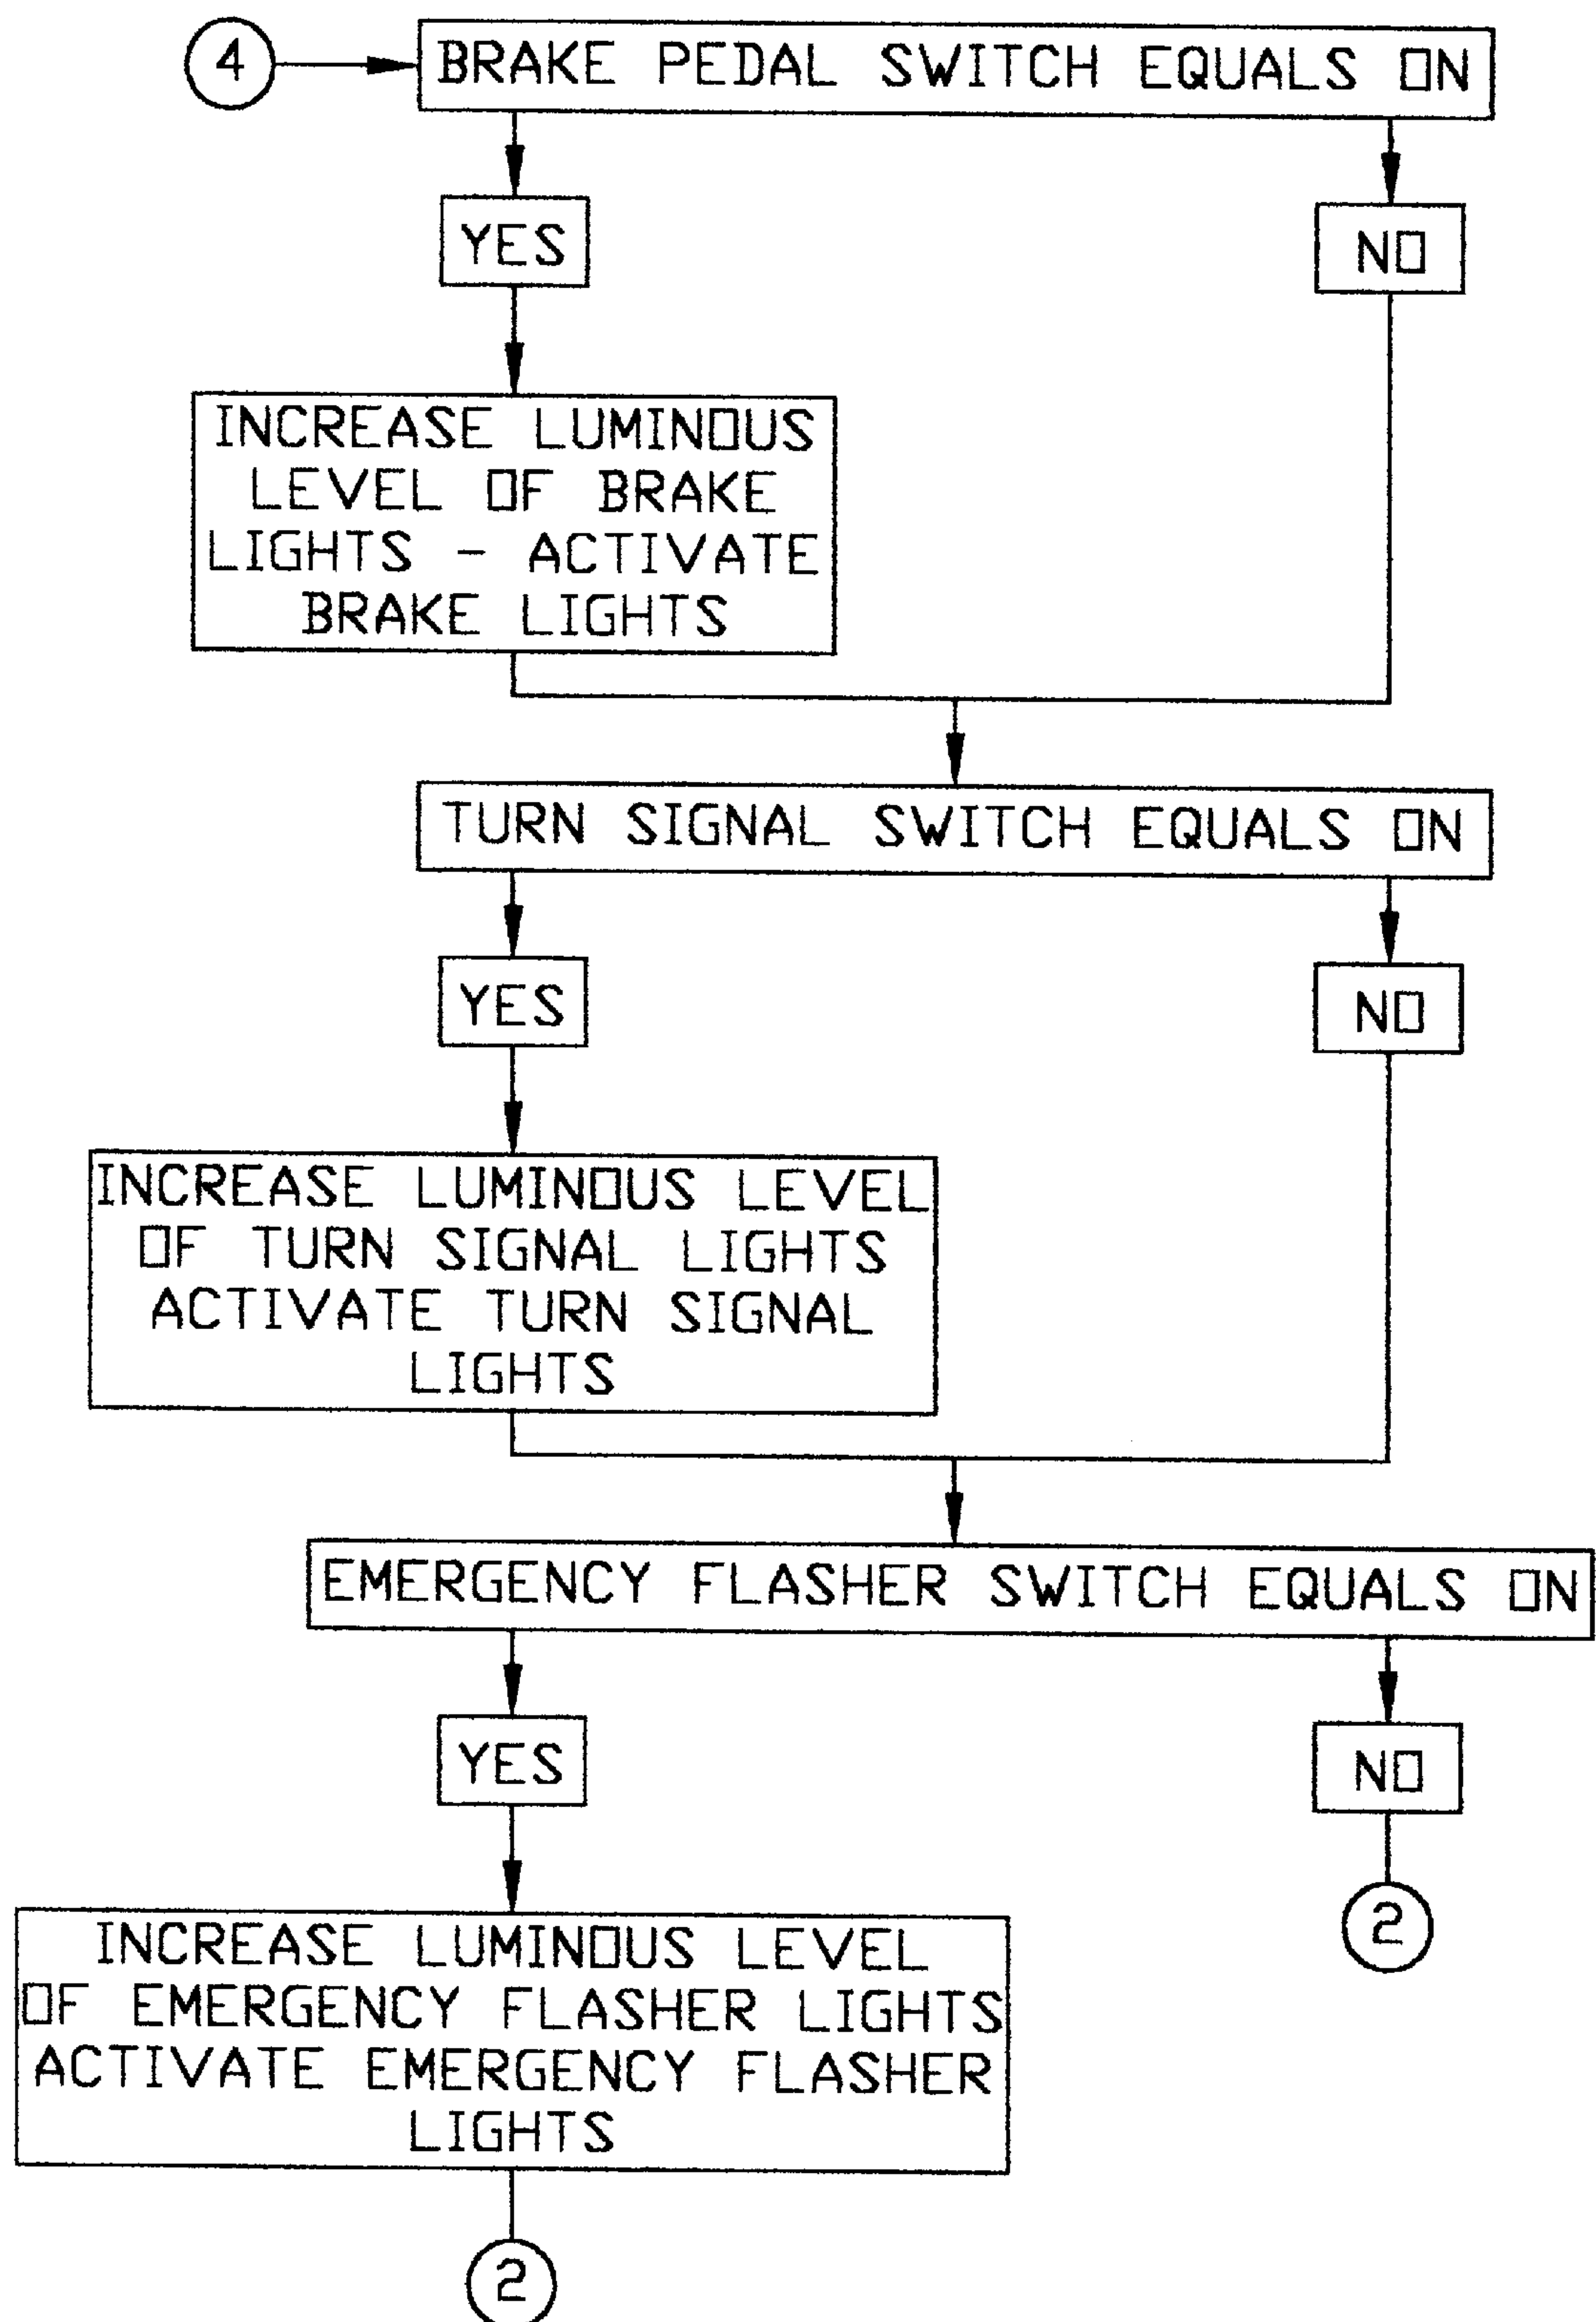 4
BRAKE PEDAL SWITCH EQUALS ON
YES
NO
INCREASE LUMINOUS
LEVEL OF BRAKE
LIGHTS - ACTIVATE
BRAKE LIGHTS
TURN SIGNAL SWITCH EQUALS ON
YES
NO
INCREASE LUMINOUS LEVEL
OF TURN SIGNAL LIGHTS
ACTIVATE TURN SIGNAL
LIGHTS
EMERGENCY FLASHER SWITCH EQUALS ON
YES
NO
2
INCREASE LUMINOUS LEVEL
OF EMERGENCY FLASHER LIGHTS
ACTIVATE EMERGENCY FLASHER
LIGHTS
2